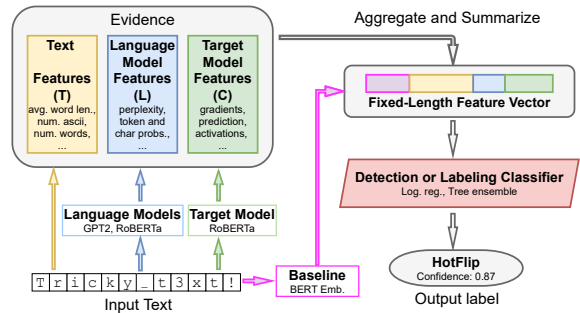 Evidence
Text
Features
(T)
avg. word len.,
num. ascii,
num. words,
...
Language
Model
Features
(L)
perplexity,
token and
char probs.,
...
Target
Model
Features
(C)
gradients,
prediction,
activations,
...
Aggregate and Summarize
Fixed-Length Feature Vector
Detection or Labeling Classifier
Log. reg., Tree ensemble
HotFlip
Confidence: 0.87
Output label
Language Models
GPT2, RoBERTa
Target Model
RoBERTa
Tricky_t3xt!
Input Text
Baseline
BERT Emb.